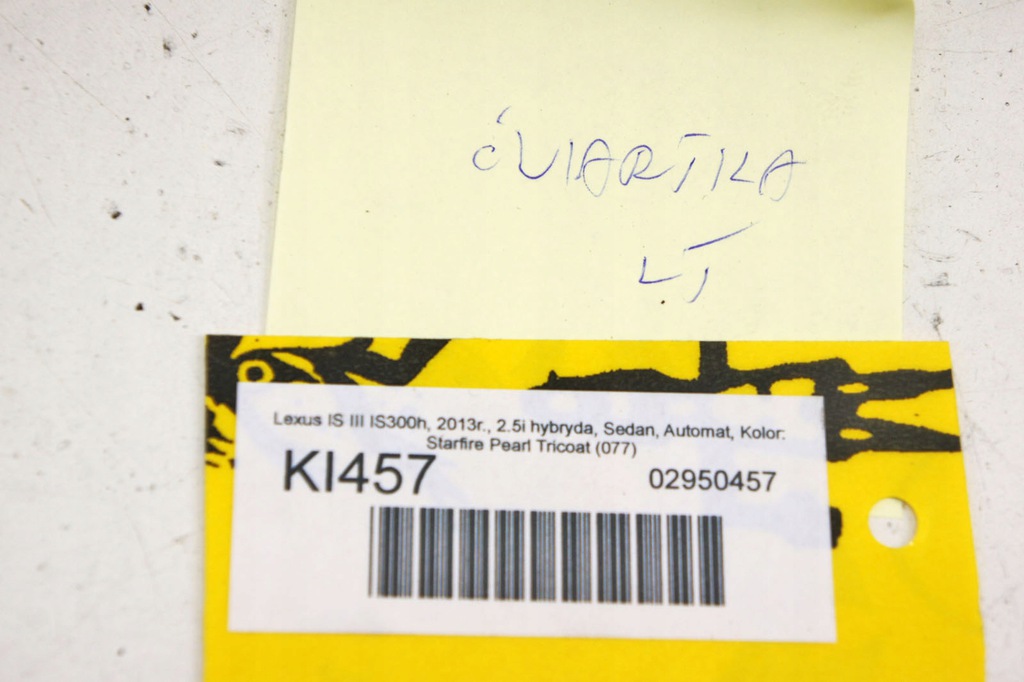 ĆWIARTKA
LT
Lexus IS III IS300h, 2013r., 2.5i hybryda, Sedan, Automat, Kolor:
Starfire Pearl Tricoat (077)
KI457
02950457